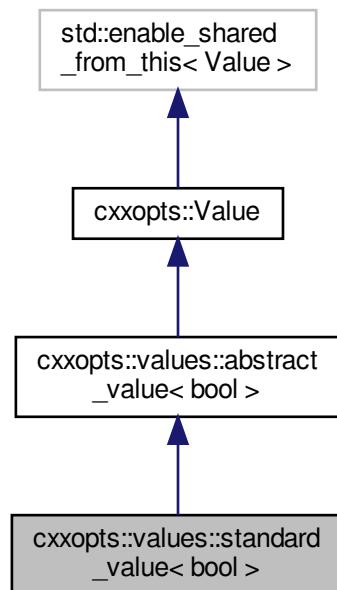 std::enable_shared
_from_this< Value >
cxxopts::Value
cxxopts::values::abstract
_value< bool >
cxxopts::values::standard
_value< bool >